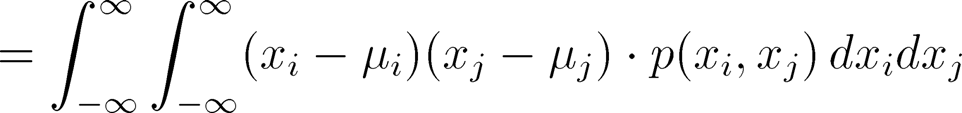 = ∫_{-∞}^{∞} ∫_{-∞}^{∞} (x_i − μ_i)(x_j − μ_j) · p(x_i, x_j) dx_i dx_j